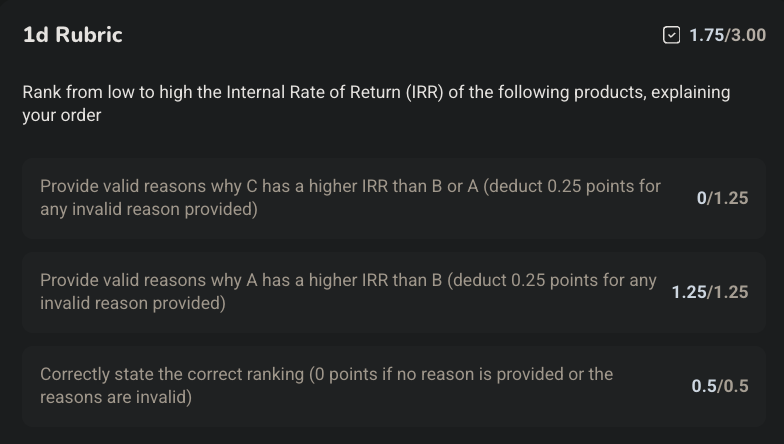 1d Rubric 1.75/3.00
Rank from low to high the Internal Rate of Return (IRR) of the following products, explaining
your order
Provide valid reasons why C has a higher IRR than B or A (deduct 0.25 points for
any invalid reason provided)
0/1.25
Provide valid reasons why A has a higher IRR than B (deduct 0.25 points for any
invalid reason provided)
1.25/1.25
Correctly state the correct ranking (0 points if no reason is provided or the
reasons are invalid)
0.5/0.5